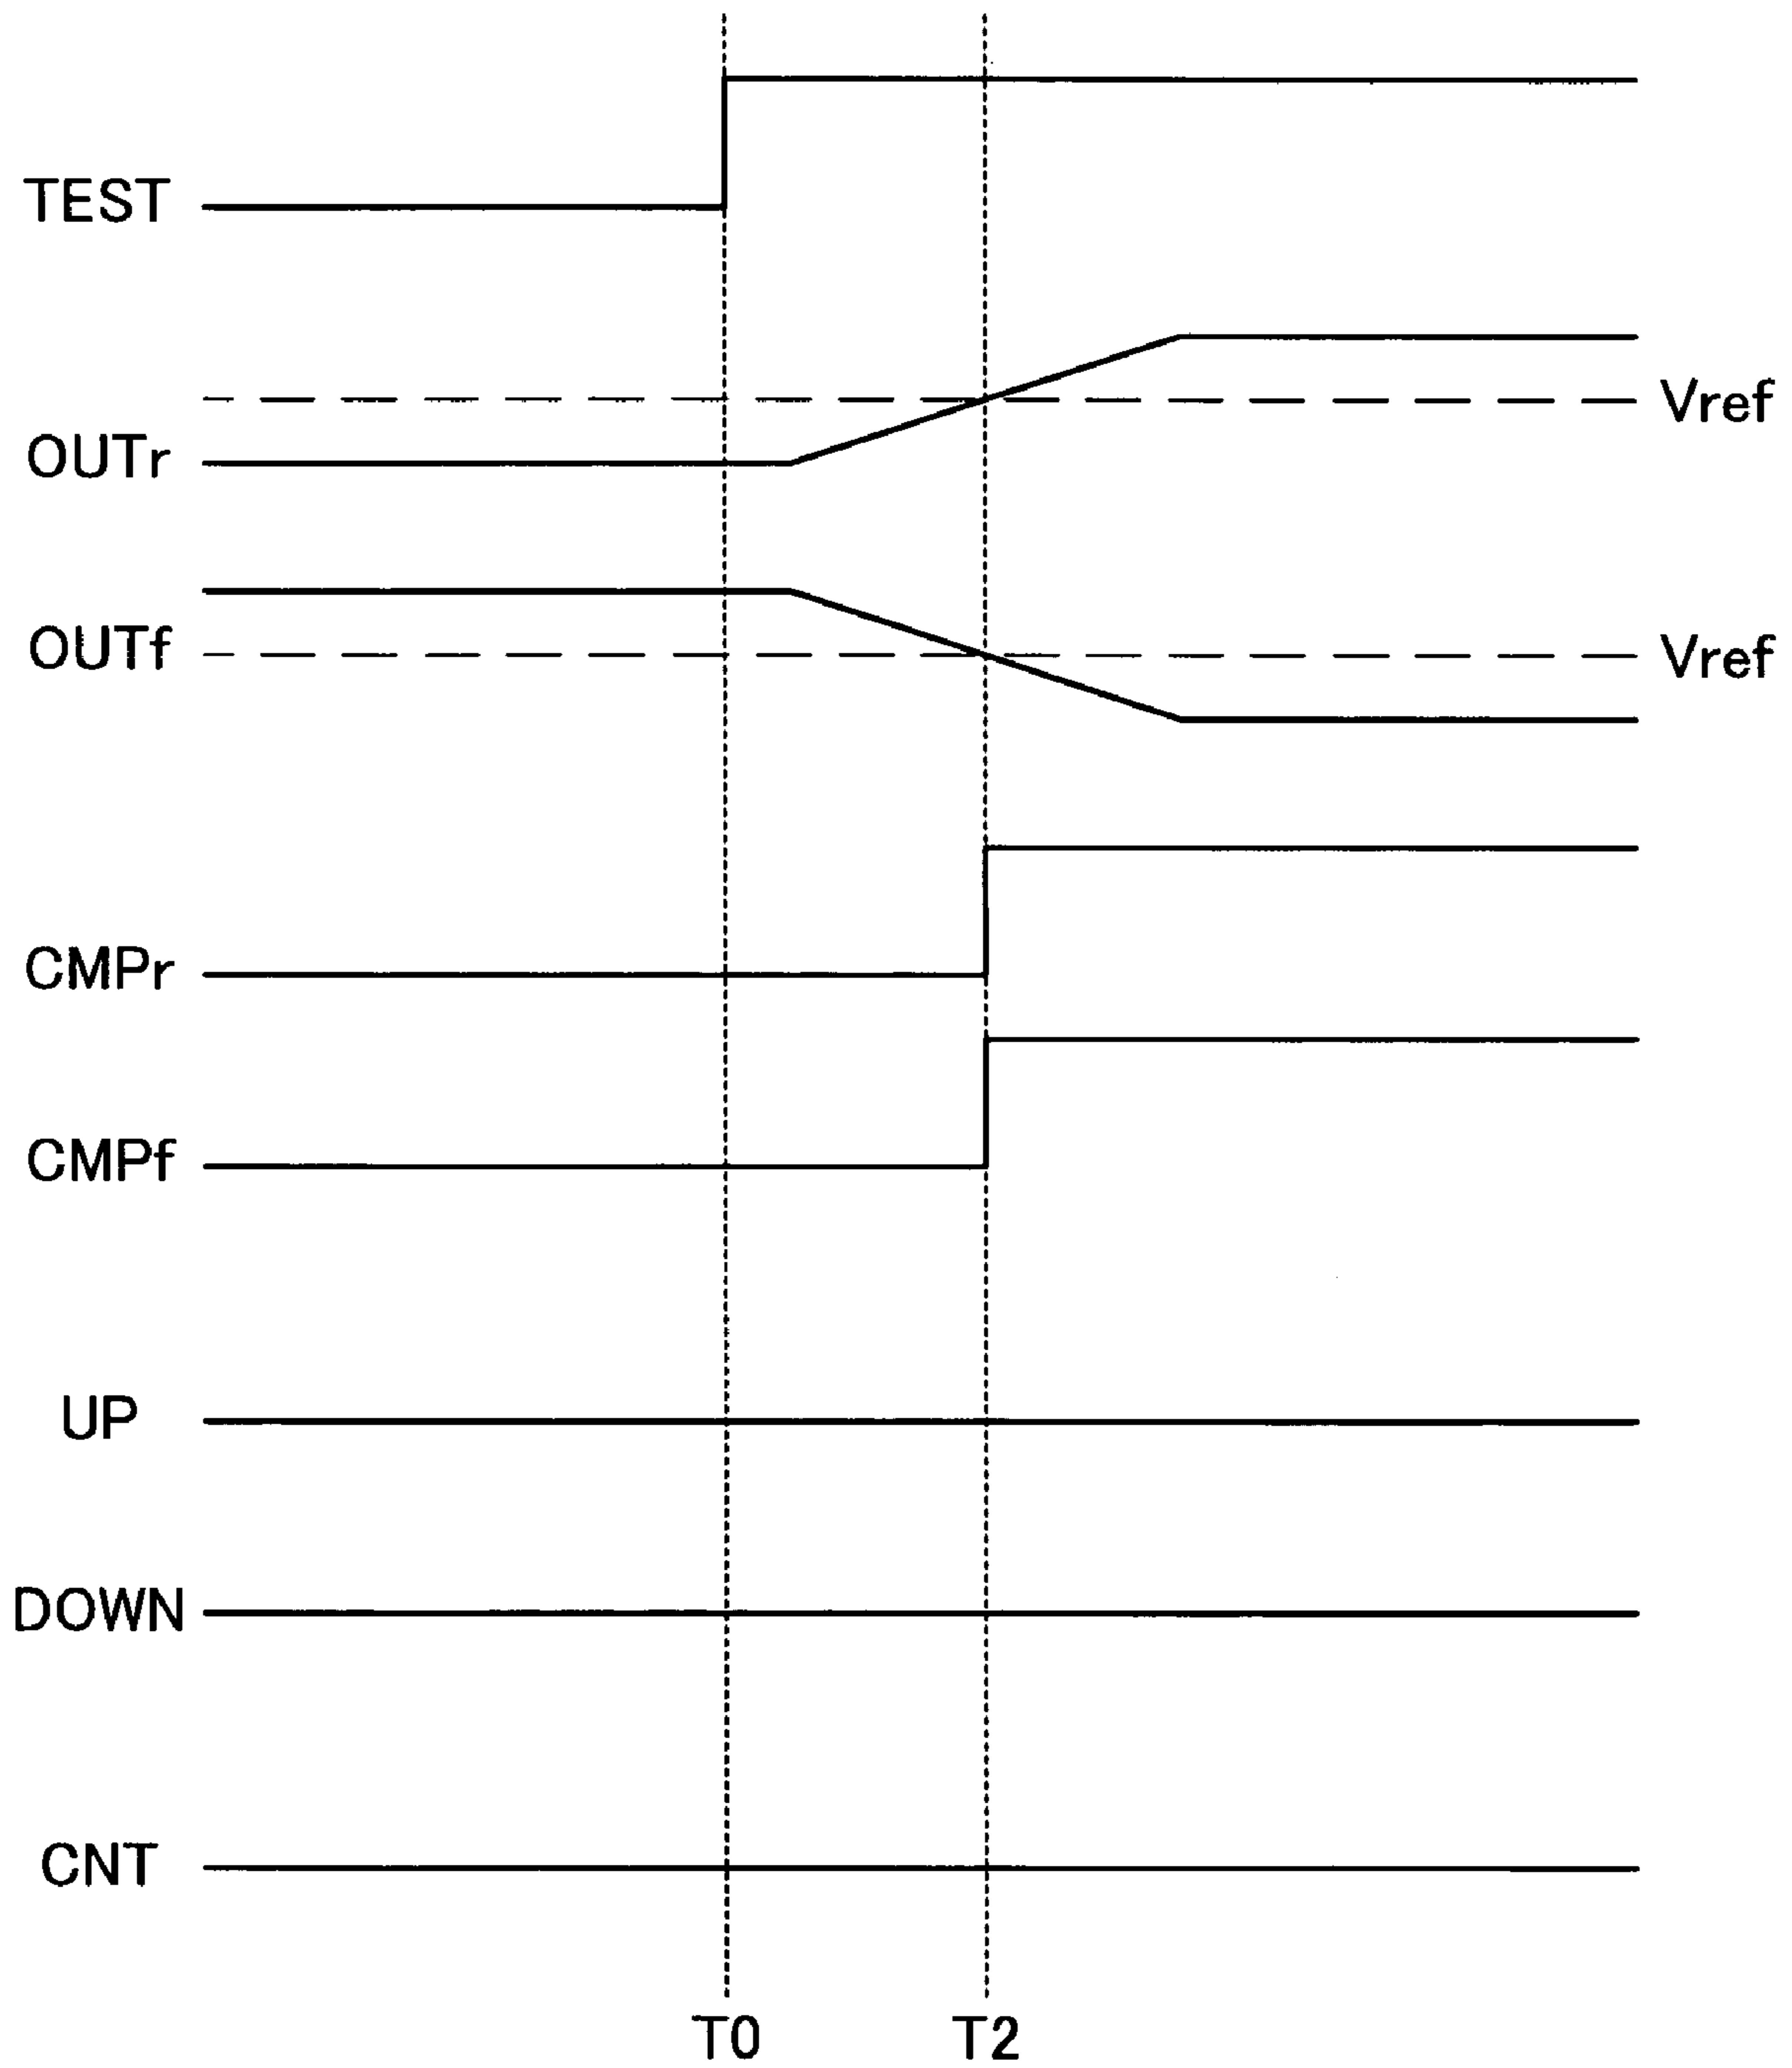 TEST
Vref
OUTr
OUTf
Vref
CMPr
CMPf
UP
DOWN
CNT
T0 T2